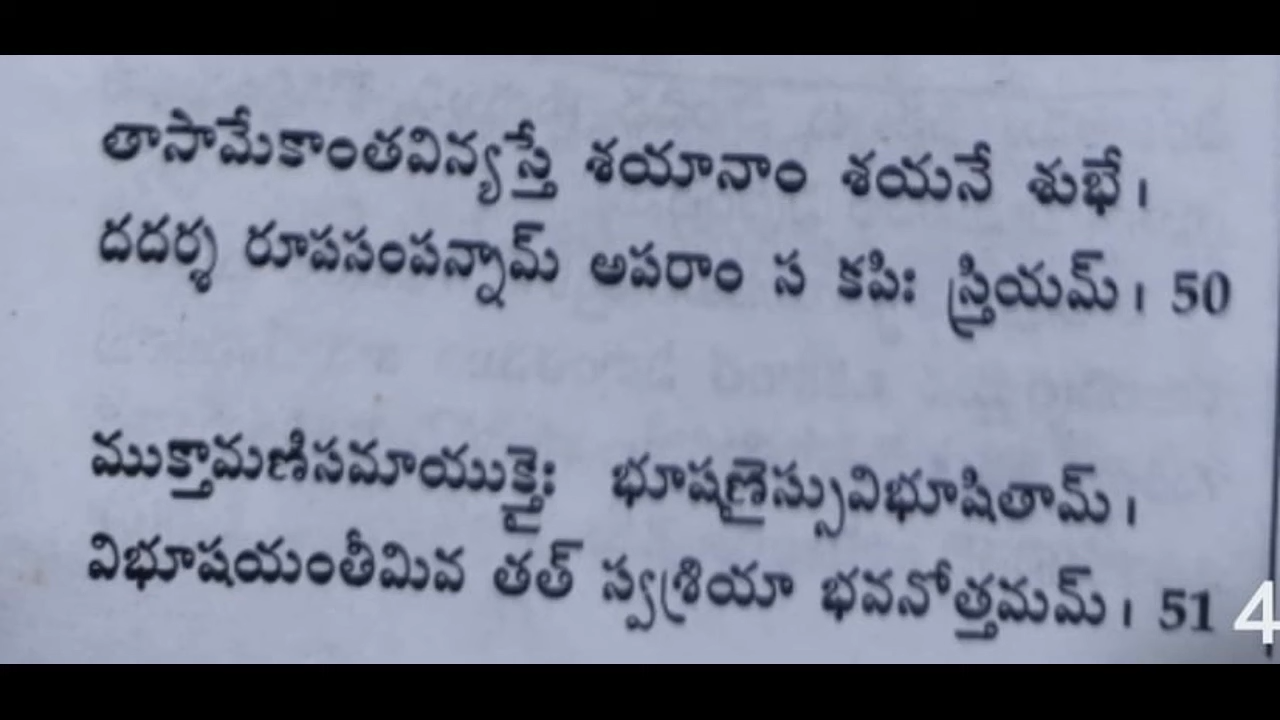 తాసామేకాంతవిన్యస్తే శయానాం శయనే శుభే।
దదర్శ రూపసంపన్నామ్ అపరాం స కపిః స్త్రియమ్। 50
ముక్తామణిసమాయుక్తైః భూషణైస్సువిభూషితామ్।
విభూషయంతీమివ తత్ స్వశ్రియా భవనోత్తమమ్। 51
4